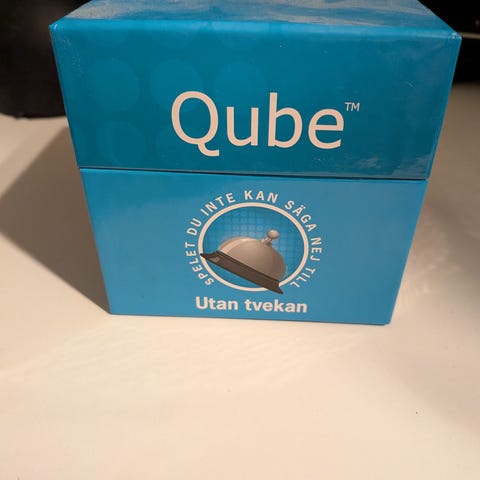 Qube™
SPELET DU INTE KAN SÄGA NEJ TILL
Utan tvekan